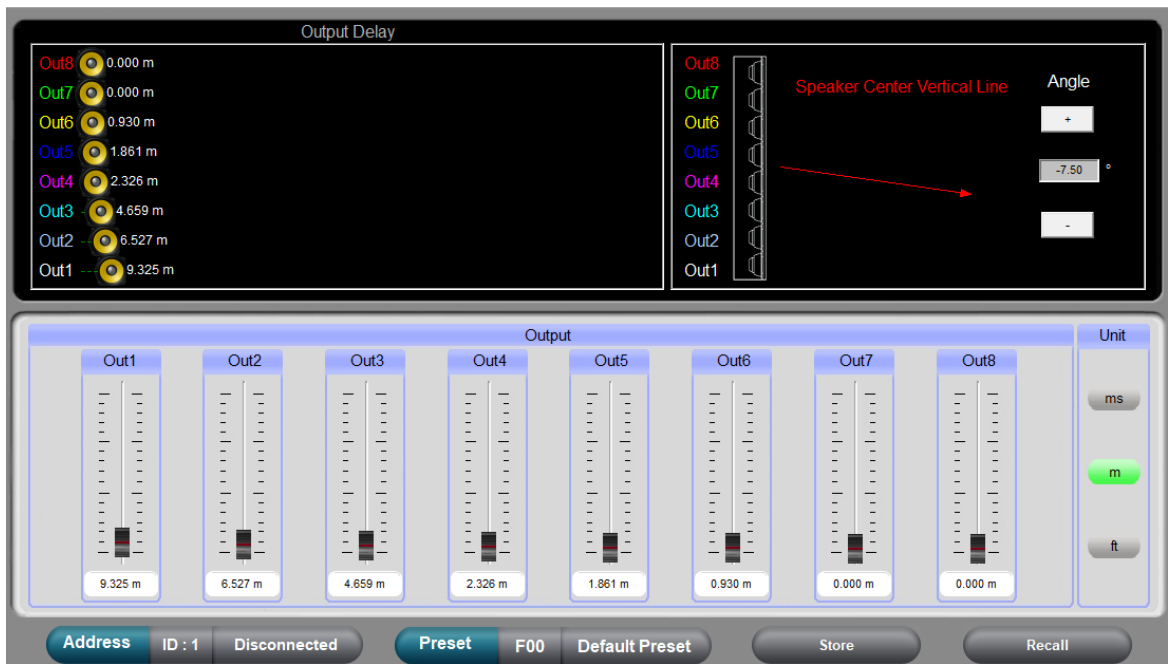 Output Delay
Out8 0.000 m
Out7 0.000 m
Out6 0.930 m
Out5 1.861 m
Out4 2.326 m
Out3 4.659 m
Out2 6.527 m
Out1 9.325 m
Out8
Out7
Out6
Out5
Out4
Out3
Out2
Out1
Speaker Center Vertical Line
Angle
+
-7.50 °
-
Output
Out1 Out2 Out3 Out4 Out5 Out6 Out7 Out8
9.325 m 6.527 m 4.659 m 2.326 m 1.861 m 0.930 m 0.000 m 0.000 m
Unit
ms
m
ft
Address ID : 1 Disconnected Preset F00 Default Preset Store Recall